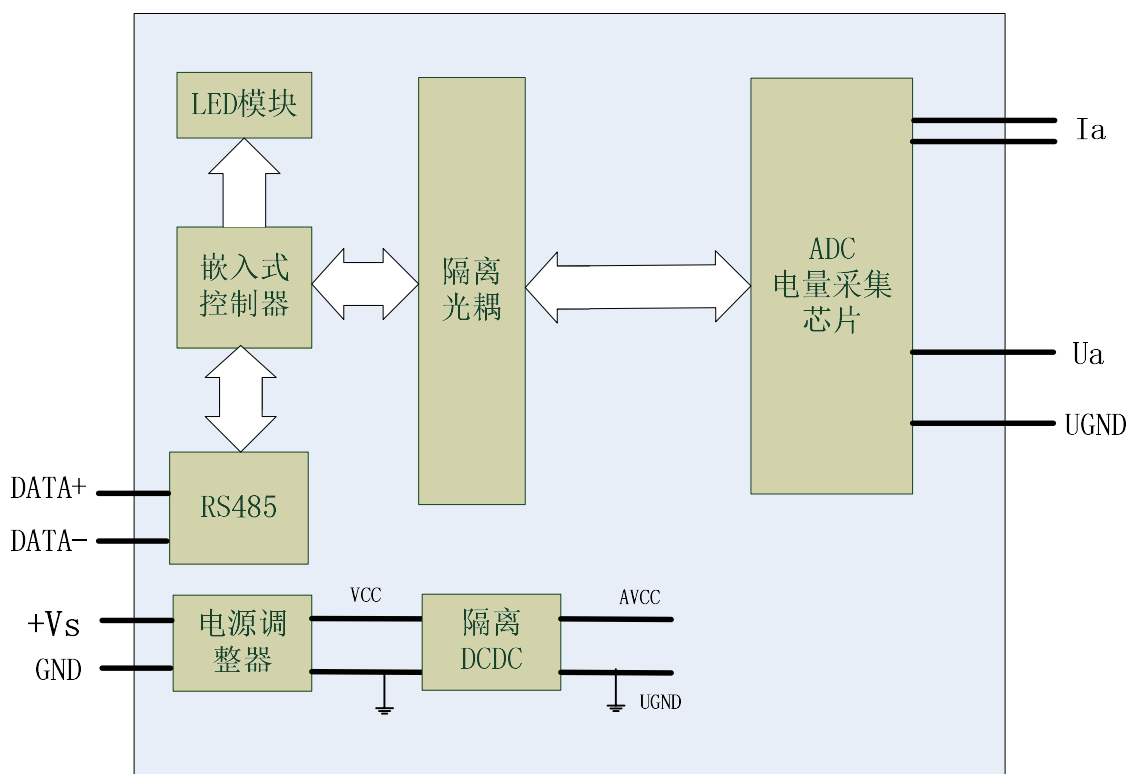 LED模块
Ia
嵌入式
控制器
隔离
光耦
ADC
电量采集
芯片
Ua
UGND
DATA+
RS485
DATA-
+Vs
GND
电源调
整器
VCC
隔离
DCDC
AVCC
UGND